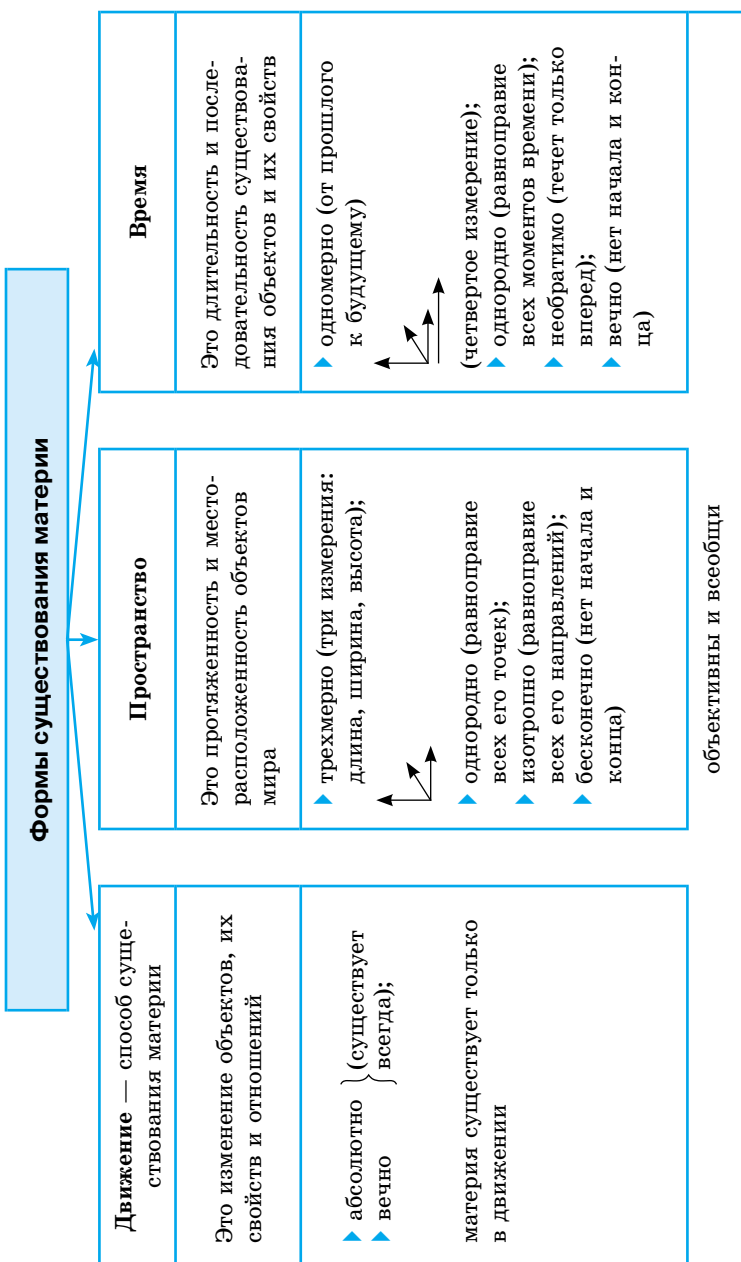 Формы существования материи
Движение — способ суще-
ствования материи
Это изменение объектов, их
свойств и отношений
абсолютно
вечно
(существует
всегда);
материя существует только
в движении
Пространство
Это протяженность и место-
расположенность объектов
мира
трехмерно (три измерения:
длина, ширина, высота);
однородно (равноправие
всех его точек);
изотропно (равноправие
всех его направлений);
бесконечно (нет начала и
конца)
Время
Это длительность и после-
довательность существова-
ния объектов и их свойств
одномерно (от прошлого
к будущему)
(четвертое измерение);
однородно (равноправие
всех моментов времени);
необратимо (течет только
вперед);
вечно (нет начала и кон-
ца)
объективны и всеобщи